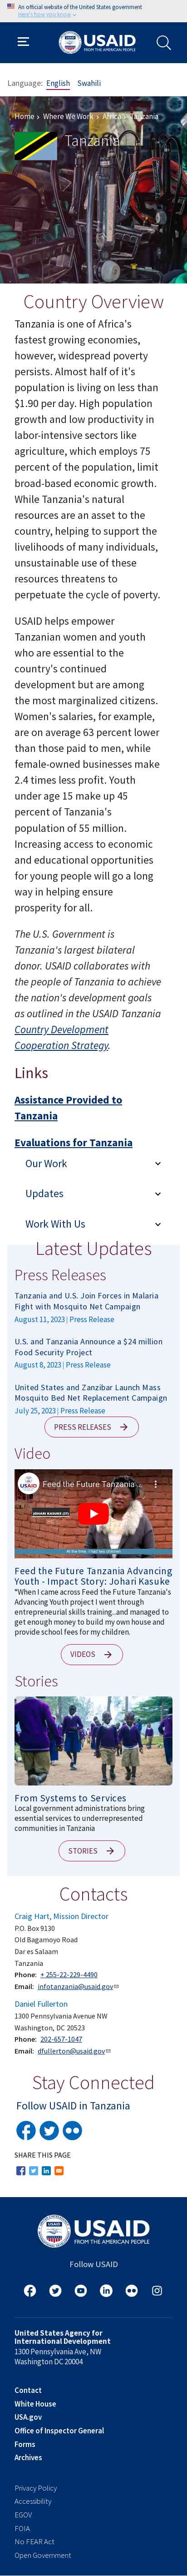 An official website of the United States government
Here's how you know
USAID
FROM THE AMERICAN PEOPLE
Language: English Swahili
Home › Where We Work › Africa › Tanzania
Tanzania
Country Overview
Tanzania is one of Africa's
fastest growing economies,
however, widespread poverty
persists. Almost half of it's
population is living on less than
$1.90 per day. High population
growth and low productivity in
labor-intensive sectors like
agriculture, which employs 75
percent of the population, limit
broad-based economic growth.
While Tanzania's natural
resources are an asset to the
country, helping to support the
livelihoods of many individuals,
unsustainable use of these
resources and depletion of them
perpetuate the cycle of poverty.
USAID helps empower
Tanzanian women and youth
who are essential to the
country's continued
development but are among
the most marginalized citizens.
Women's salaries, for example,
are on average 63 percent lower
than that of men, while
female-owned businesses make
2.4 times less profit. Youth
under age 15 make up 45
percent of Tanzania's
population of 55 million.
Increasing access to economic
and educational opportunities
for young people will go a long
way in helping ensure
prosperity for all.
The U.S. Government is
Tanzania's largest bilateral
donor. USAID collaborates with
the people of Tanzania to achieve
the nation's development goals
as outlined in the USAID Tanzania
Country Development
Cooperation Strategy.
Links
Assistance Provided to
Tanzania
Evaluations for Tanzania
Our Work
Updates
Work With Us
Latest Updates
Press Releases
Tanzania and U.S. Join Forces in Malaria
Fight with Mosquito Net Campaign
August 11, 2023 | Press Release
U.S. and Tanzania Announce a $24 million
Food Security Project
August 8, 2023 | Press Release
United States and Zanzibar Launch Mass
Mosquito Bed Net Replacement Campaign
July 25, 2023 | Press Release
PRESS RELEASES
Video
Feed the Future Tanzania ...
JOHARI KASUKE (23)
At the time, I had two children.
Feed the Future Tanzania Advancing
Youth - Impact Story: Johari Kasuke
“When I came across Feed the Future Tanzania's
Advancing Youth project I went through
entrepreneurial skills training...and managed to
get enough money to build my own house and
provide school fees for my children.
VIDEOS
Stories
From Systems to Services
Local government administrations bring
essential services to underrepresented
communities in Tanzania
STORIES
Contacts
Craig Hart, Mission Director
P.O. Box 9130
Old Bagamoyo Road
Dar es Salaam
Tanzania
Phone: + 255-22-229-4490
Email: infotanzania@usaid.gov
Daniel Fullerton
1300 Pennsylvania Avenue NW
Washington, DC 20523
Phone: 202-657-1047
Email: dfullerton@usaid.gov
Stay Connected
Follow USAID in Tanzania
SHARE THIS PAGE
USAID
FROM THE AMERICAN PEOPLE
Follow USAID
United States Agency for
International Development
1300 Pennsylvania Ave, NW
Washington DC 20004
Contact
White House
USA.gov
Office of Inspector General
Forms
Archives
Privacy Policy
Accessibility
EGOV
FOIA
No FEAR Act
Open Government